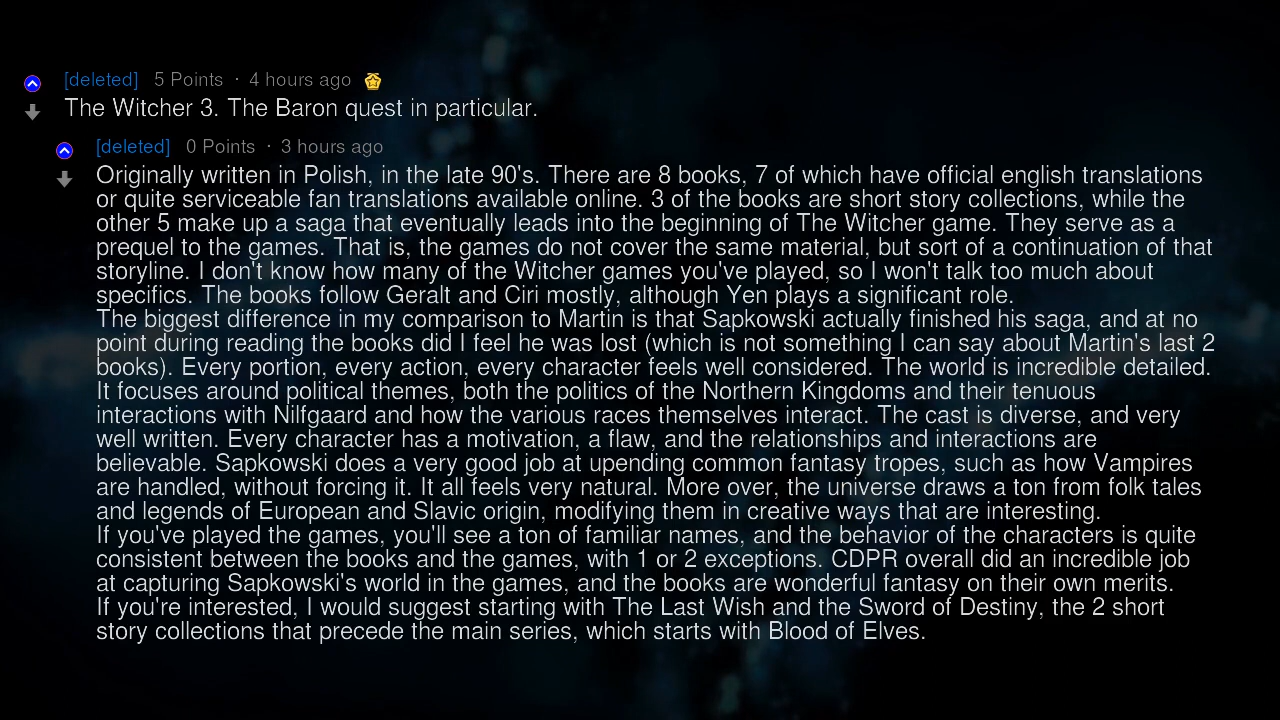 [deleted] 5 Points · 4 hours ago
The Witcher 3. The Baron quest in particular.
[deleted] 0 Points · 3 hours ago
Originally written in Polish, in the late 90's. There are 8 books, 7 of which have official english translations
or quite serviceable fan translations available online. 3 of the books are short story collections, while the
other 5 make up a saga that eventually leads into the beginning of The Witcher game. They serve as a
prequel to the games. That is, the games do not cover the same material, but sort of a continuation of that
storyline. I don't know how many of the Witcher games you've played, so I won't talk too much about
specifics. The books follow Geralt and Ciri mostly, although Yen plays a significant role.
The biggest difference in my comparison to Martin is that Sapkowski actually finished his saga, and at no
point during reading the books did I feel he was lost (which is not something I can say about Martin's last 2
books). Every portion, every action, every character feels well considered. The world is incredible detailed.
It focuses around political themes, both the politics of the Northern Kingdoms and their tenuous
interactions with Nilfgaard and how the various races themselves interact. The cast is diverse, and very
well written. Every character has a motivation, a flaw, and the relationships and interactions are
believable. Sapkowski does a very good job at upending common fantasy tropes, such as how Vampires
are handled, without forcing it. It all feels very natural. More over, the universe draws a ton from folk tales
and legends of European and Slavic origin, modifying them in creative ways that are interesting.
If you've played the games, you'll see a ton of familiar names, and the behavior of the characters is quite
consistent between the books and the games, with 1 or 2 exceptions. CDPR overall did an incredible job
at capturing Sapkowski's world in the games, and the books are wonderful fantasy on their own merits.
If you're interested, I would suggest starting with The Last Wish and the Sword of Destiny, the 2 short
story collections that precede the main series, which starts with Blood of Elves.